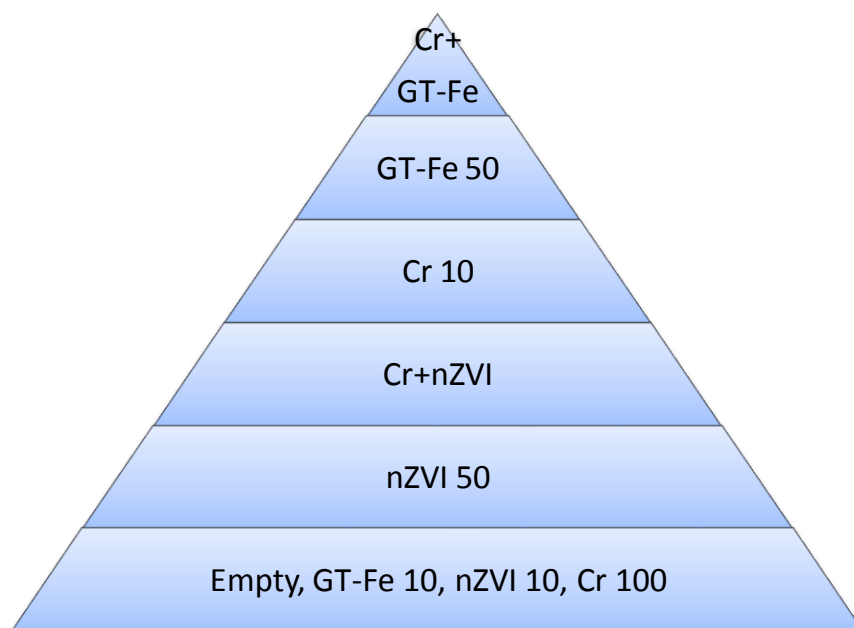 Cr+
GT-Fe
GT-Fe 50
Cr 10
Cr+nZVI
nZVI 50
Empty, GT-Fe 10, nZVI 10, Cr 100